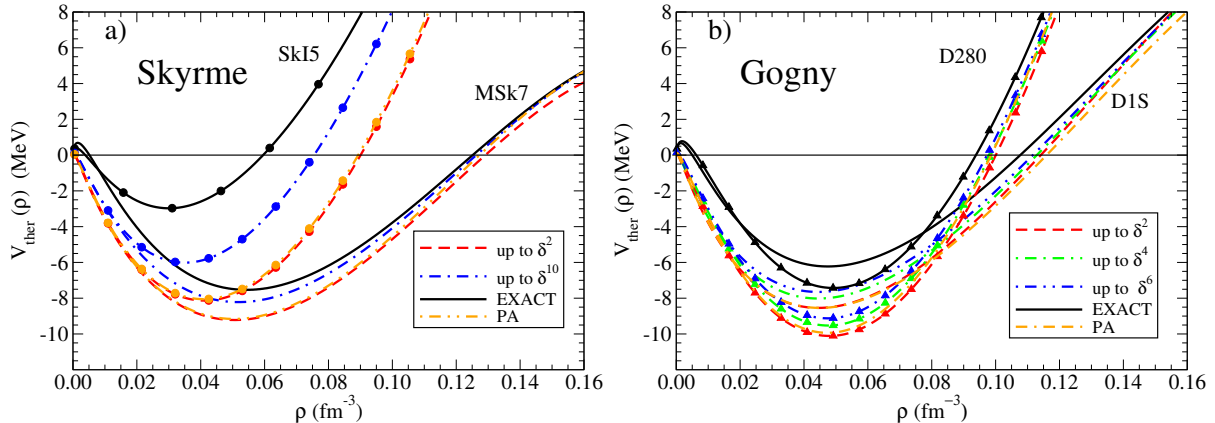 a)
Skyrme
SkI5
MSk7
8
6
4
2
0
-2
-4
-6
-8
-10
V_ther (ρ) (MeV)
up to δ^2
up to δ^10
EXACT
PA
0.00 0.02 0.04 0.06 0.08 0.10 0.12 0.14 0.16
ρ (fm^-3)
b)
Gogny
D280
D1S
8
6
4
2
0
-2
-4
-6
-8
-10
V_ther (ρ) (MeV)
up to δ^2
up to δ^4
up to δ^6
EXACT
PA
0.00 0.02 0.04 0.06 0.08 0.10 0.12 0.14 0.16
ρ (fm^−3)